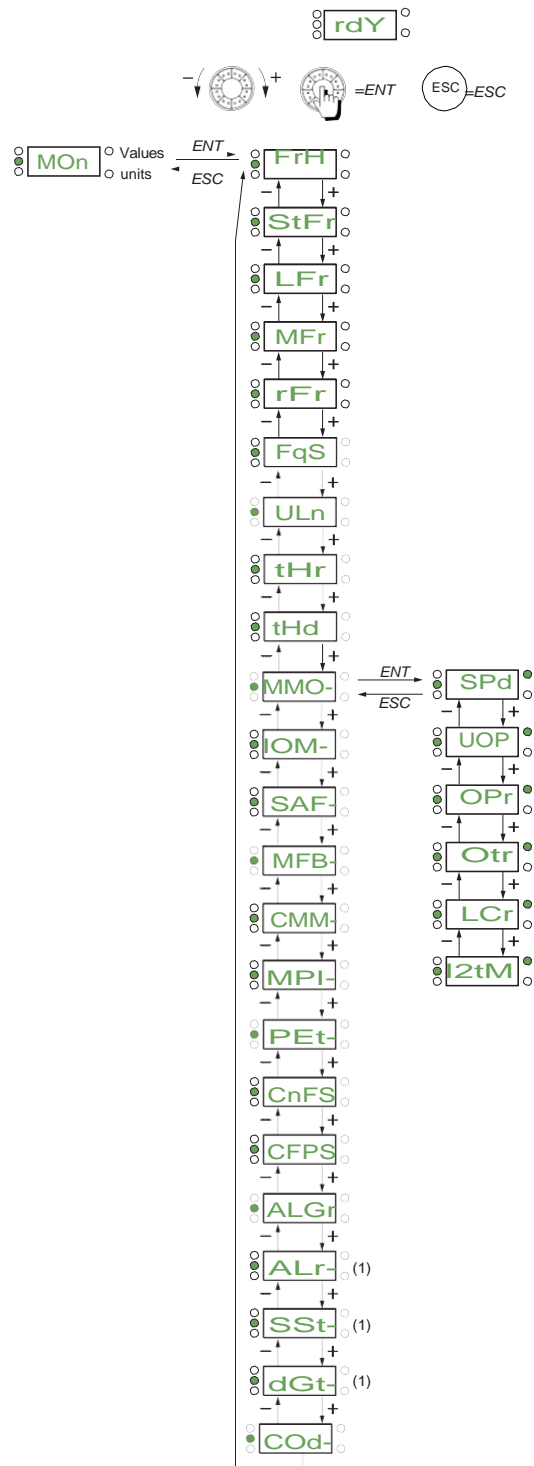 rdY
- + =ENT ESC =ESC
MOn Values units ENT ESC FrH
- +
StFr
- +
LFr
- +
MFr
- +
rFr
- +
FqS
- +
ULn
- +
tHr
- +
tHd
- +
MMO- ENT ESC SPd
- + - +
IOM- UOP
- + - +
SAF- OPr
- + - +
MFB- Otr
- + - +
CMM- LCr
- + - +
MPI- I2tM
- +
PEt-
- +
CnFS
- +
CFPS
- +
ALGr
- +
ALr- (1)
- +
SSt- (1)
- +
dGt- (1)
- +
COd-